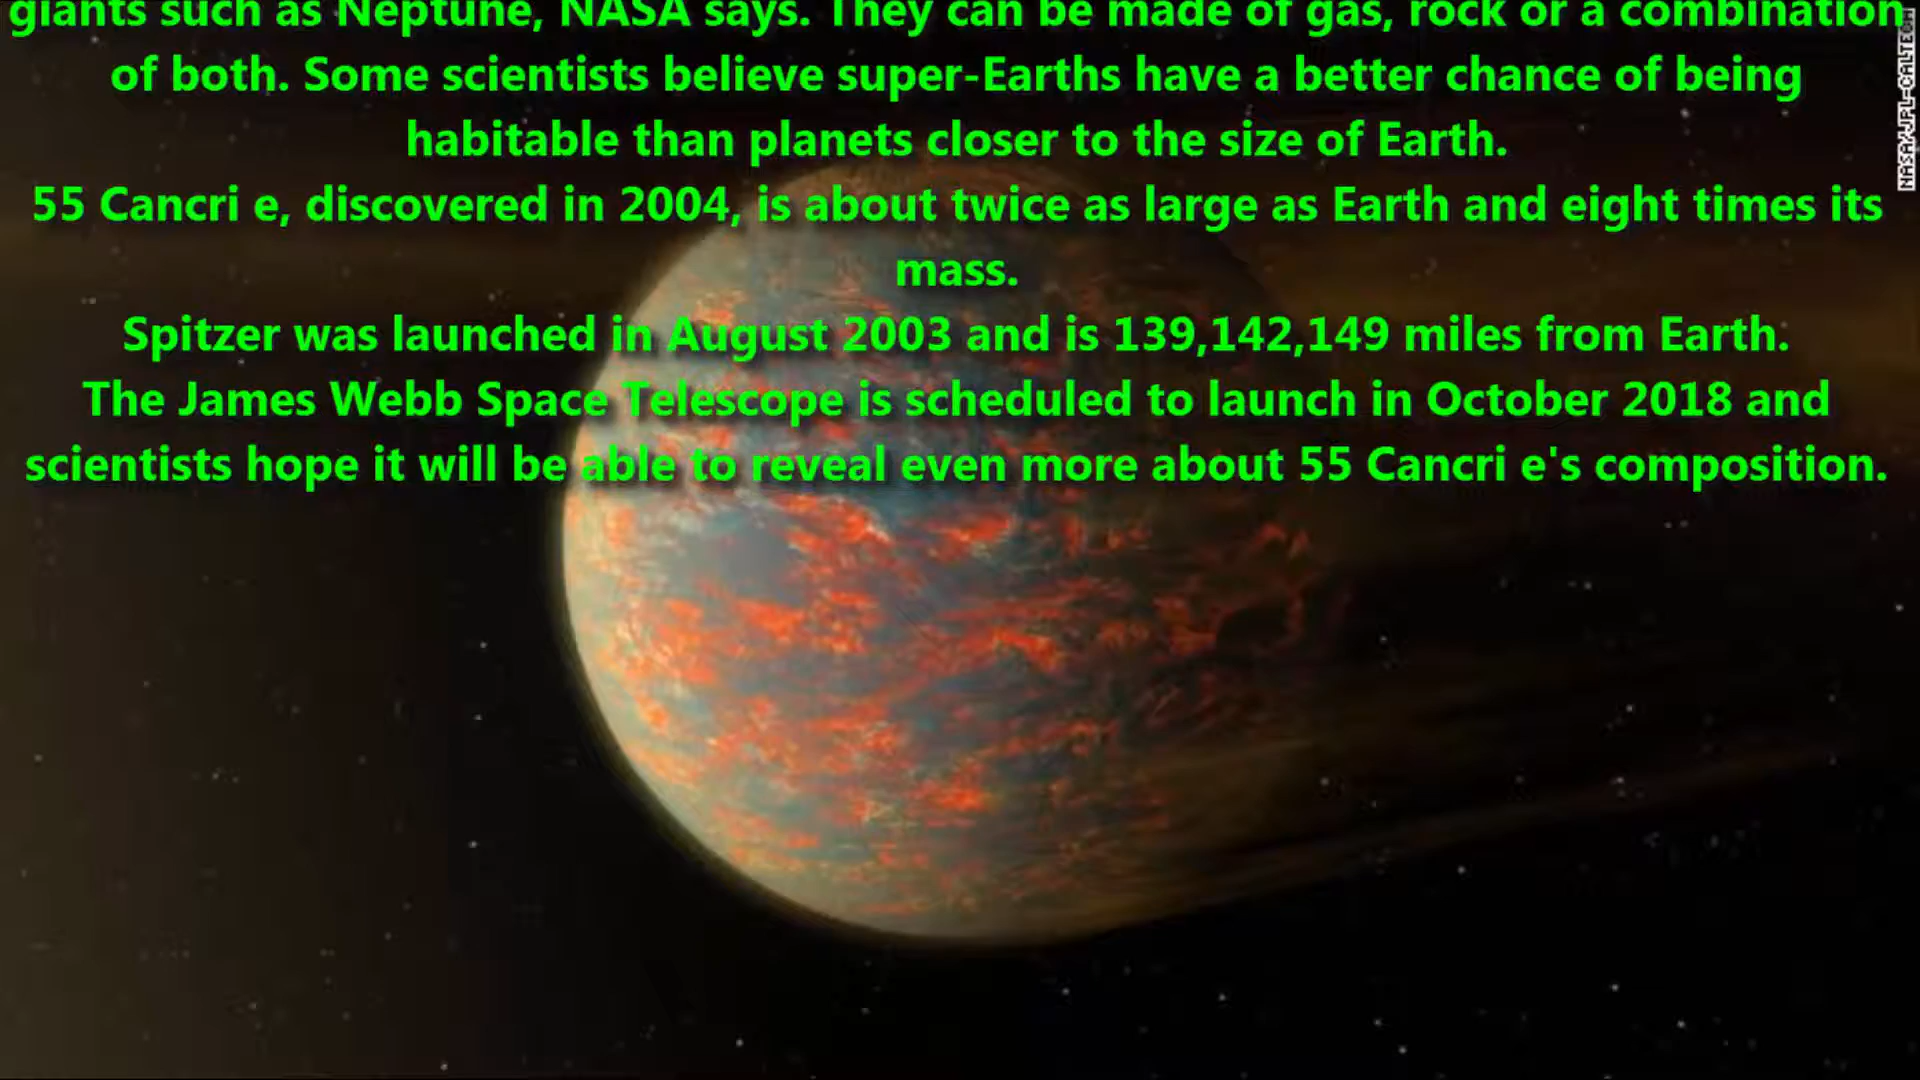 giants such as Neptune, NASA says. They can be made of gas, rock or a combination
of both. Some scientists believe super-Earths have a better chance of being
habitable than planets closer to the size of Earth.
55 Cancri e, discovered in 2004, is about twice as large as Earth and eight times its
mass.
Spitzer was launched in August 2003 and is 139,142,149 miles from Earth.
The James Webb Space Telescope is scheduled to launch in October 2018 and
scientists hope it will be able to reveal even more about 55 Cancri e's composition.
NASA/JPL-CALTECH